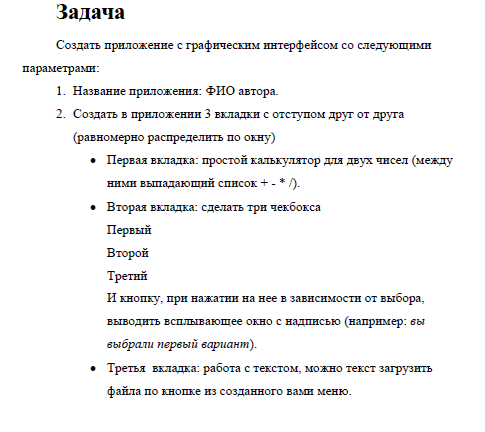 Задача
Создать приложение с графическим интерфейсом со следующими
параметрами:
1. Название приложения: ФИО автора.
2. Создать в приложении 3 вкладки с отступом друг от друга
(равномерно распределить по окну)
• Первая вкладка: простой калькулятор для двух чисел (между
ними выпадающий список + - * /).
• Вторая вкладка: сделать три чекбокса
Первый
Второй
Третий
И кнопку, при нажатии на нее в зависимости от выбора,
выводить всплывающее окно с надписью (например: вы
выбрали первый вариант).
• Третья вкладка: работа с текстом, можно текст загрузить
файла по кнопке из созданного вами меню.